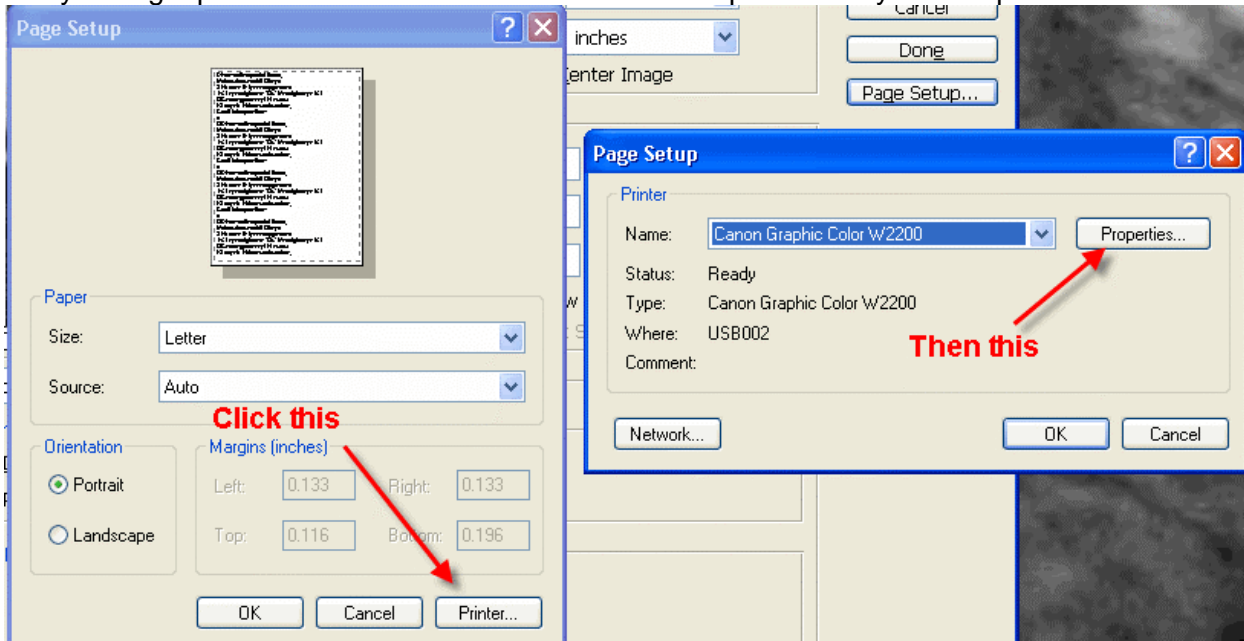 Page Setup
Paper
Size: Letter
Source: Auto
Click this
Orientation
Portrait
Landscape
Margins (inches)
Left: 0.133 Right: 0.133
Top: 0.116 Bottom: 0.196
OK Cancel Printer...
inches
Center Image
Cancel
Done
Page Setup...
Page Setup
Printer
Name: Canon Graphic Color W2200 Properties...
Status: Ready
Type: Canon Graphic Color W2200
Where: USB002
Comment:
Then this
Network... OK Cancel